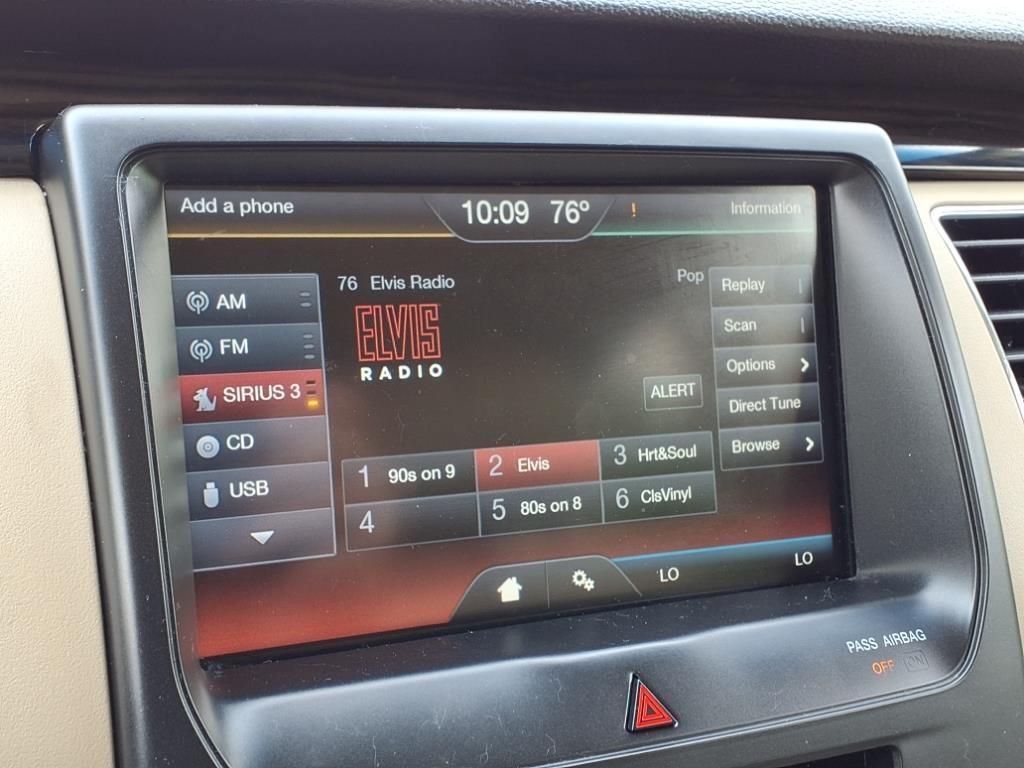 Add a phone
10:09 76º
!
Information
AM
FM
SIRIUS 3
CD
USB
76 Elvis Radio
Pop
ELVIS
RADIO
ALERT
1 90s on 9
2 Elvis
3 Hrt&Soul
4
5 80s on 8
6 ClsVinyl
Replay
Scan
Options
Direct Tune
Browse
LO
LO
PASS AIRBAG
OFF ON